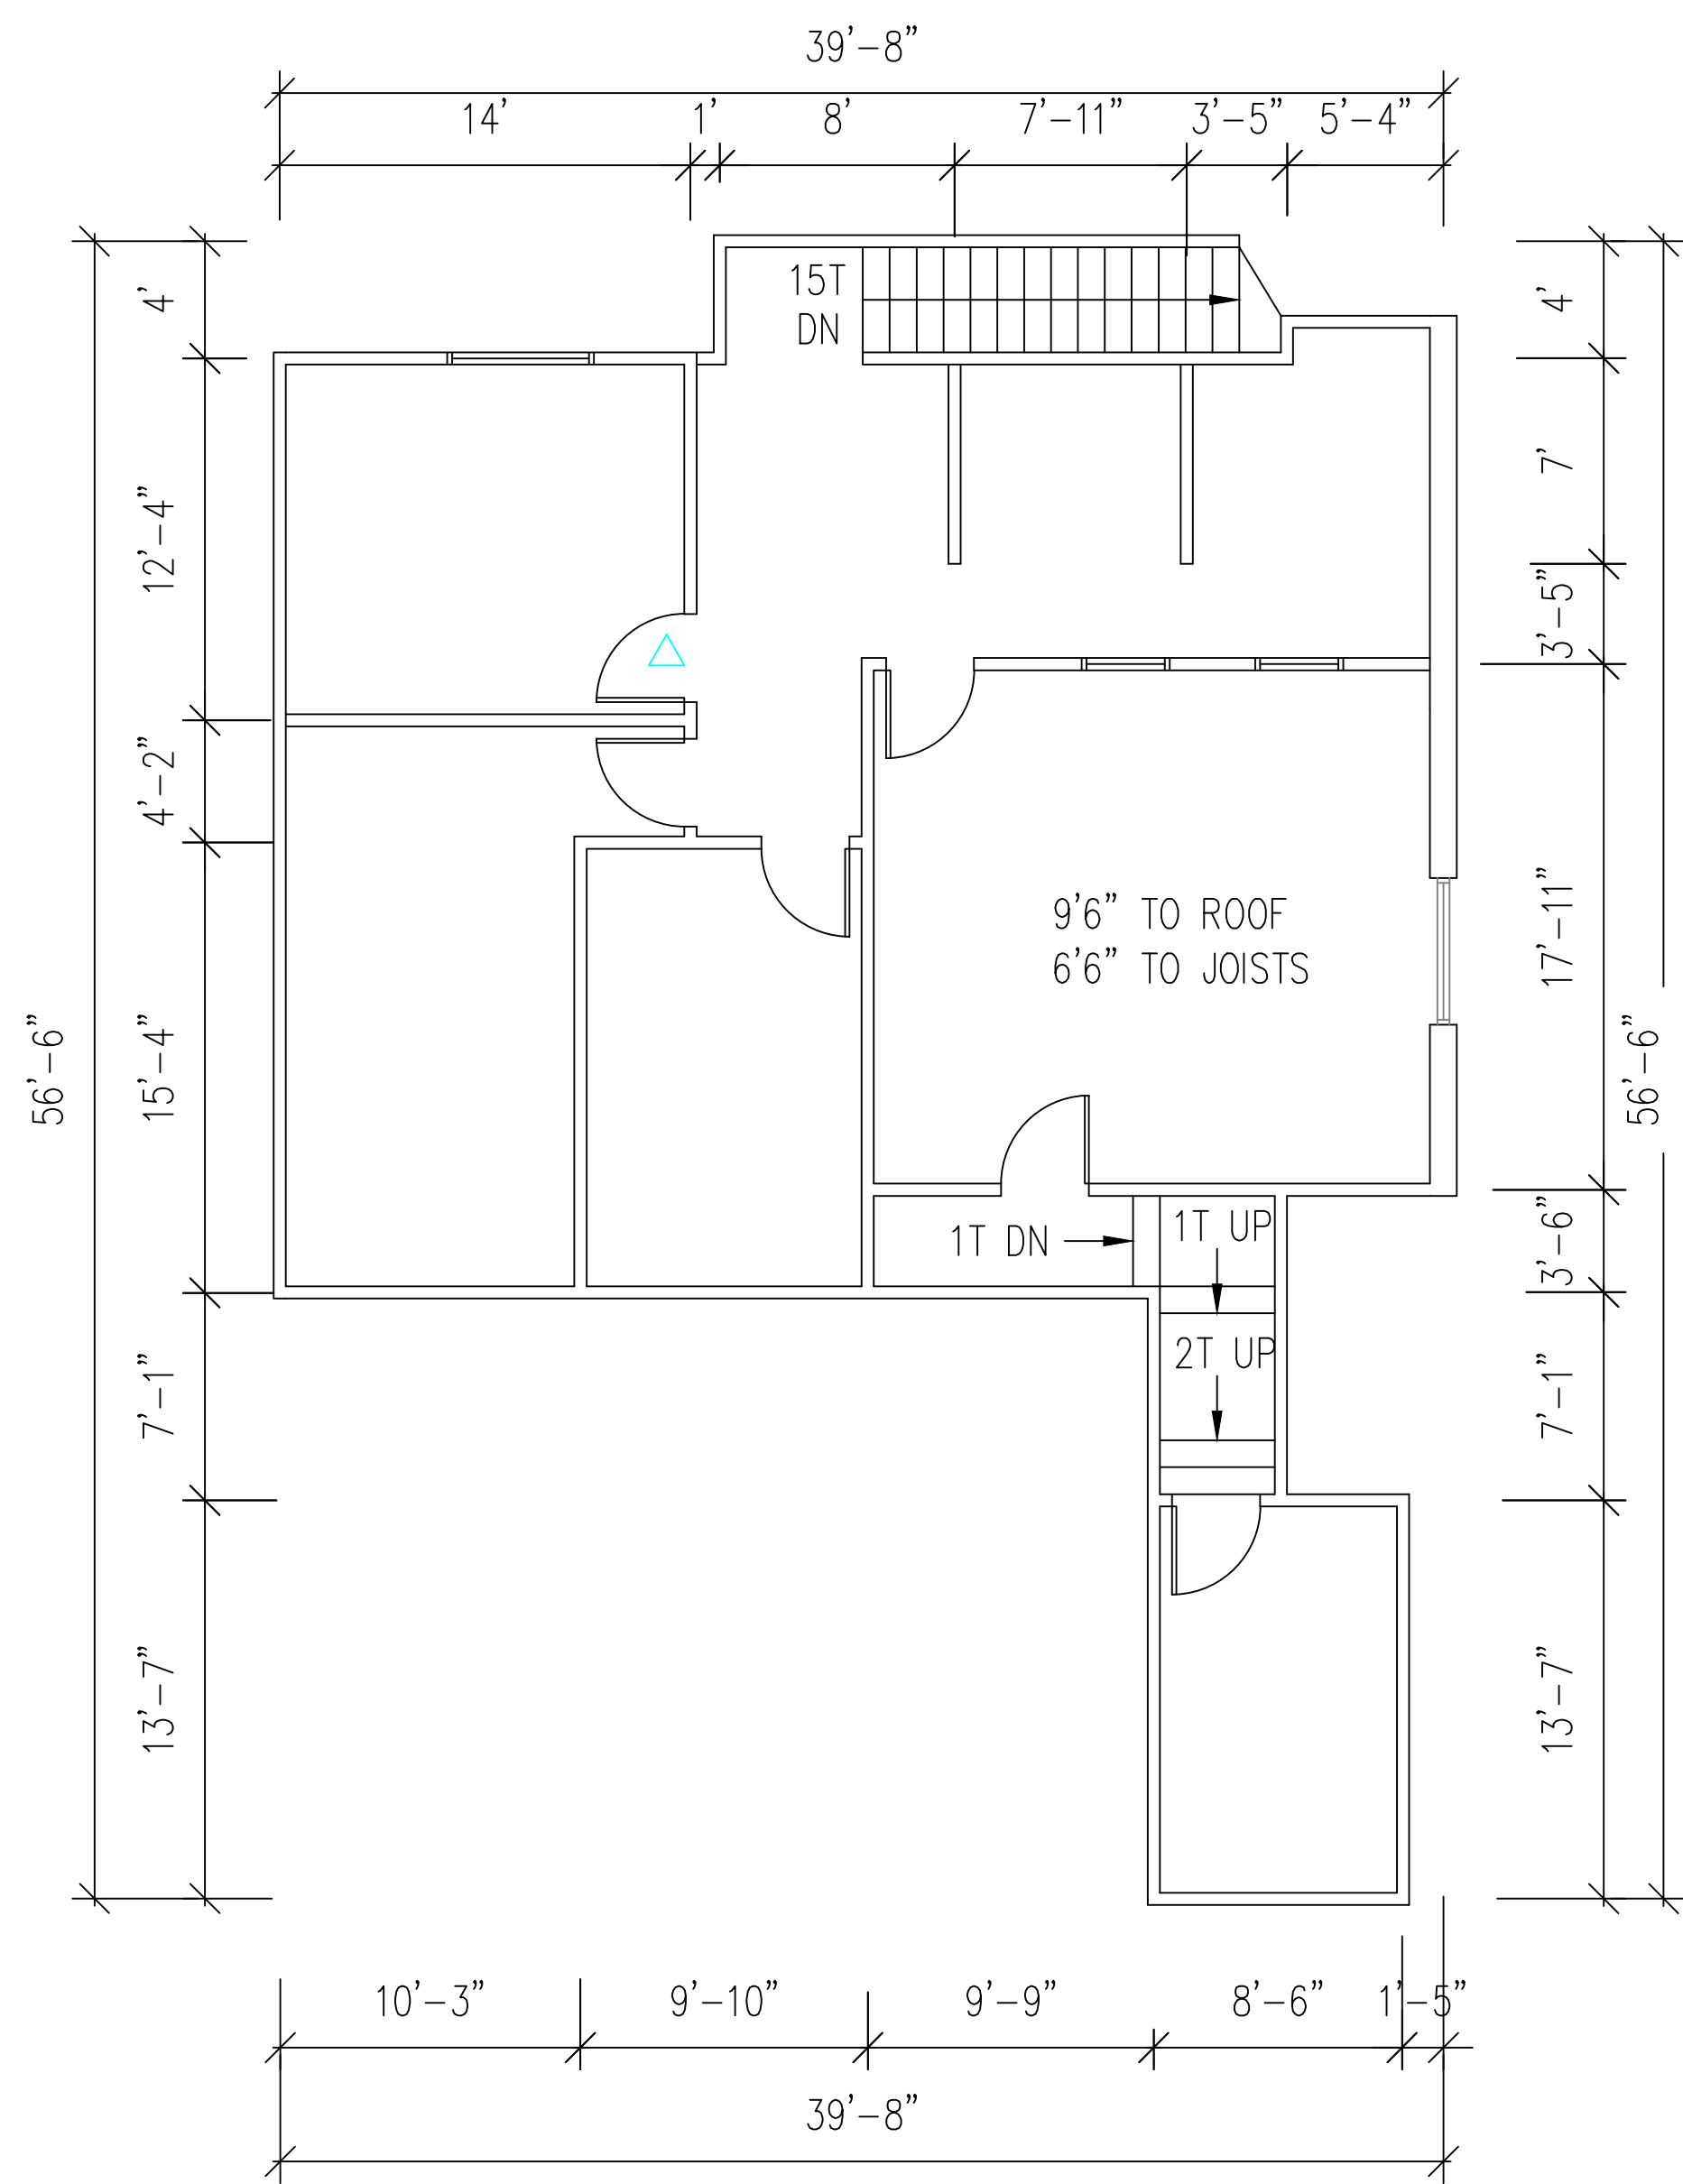 39'-8"
14' 1' 8' 7'-11" 3'-5" 5'-4"
15T
DN
4'
12'-4"
4'-2"
15'-4"
7'-1"
13'-7"
56'-6"
9'6" TO ROOF
6'6" TO JOISTS
1T DN
1T UP
2T UP
4'
7'
3'-5"
17'-11"
3'-6"
7'-1"
13'-7"
56'-6"
10'-3" 9'-10" 9'-9" 8'-6" 1'-5"
39'-8"